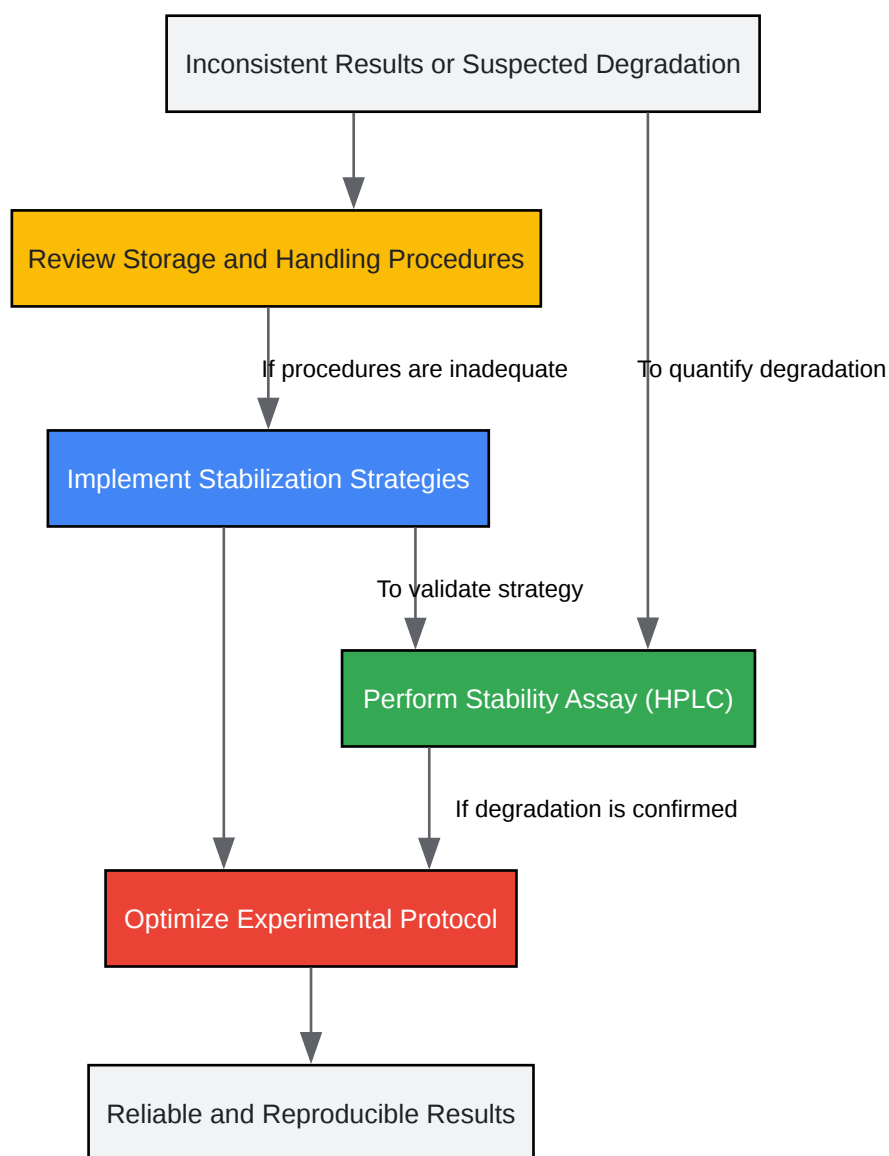 Inconsistent Results or Suspected Degradation
Review Storage and Handling Procedures
If procedures are inadequate
To quantify degradation
Implement Stabilization Strategies
To validate strategy
Perform Stability Assay (HPLC)
If degradation is confirmed
Optimize Experimental Protocol
Reliable and Reproducible Results